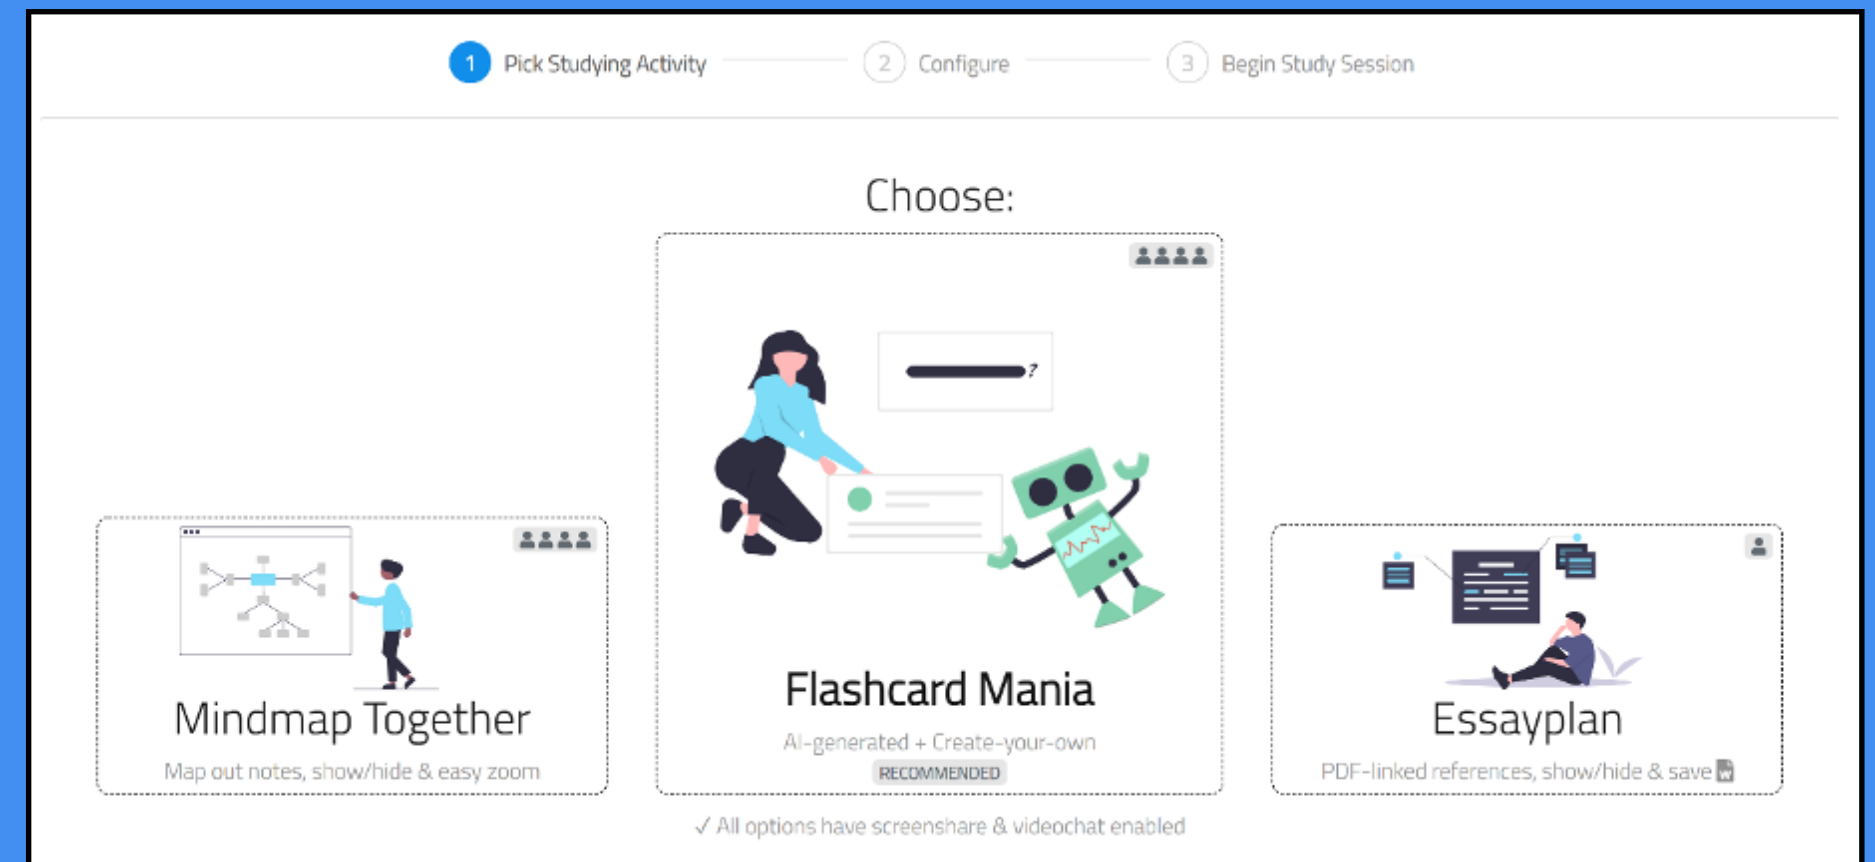 1 Pick Studying Activity
2 Configure
3 Begin Study Session
Choose:
?
Mindmap Together
Map out notes, show/hide & easy zoom
Flashcard Mania
AI-generated + Create-your-own
RECOMMENDED
Essayplan
PDF-linked references, show/hide & save
✓ All options have screenshare & videochat enabled